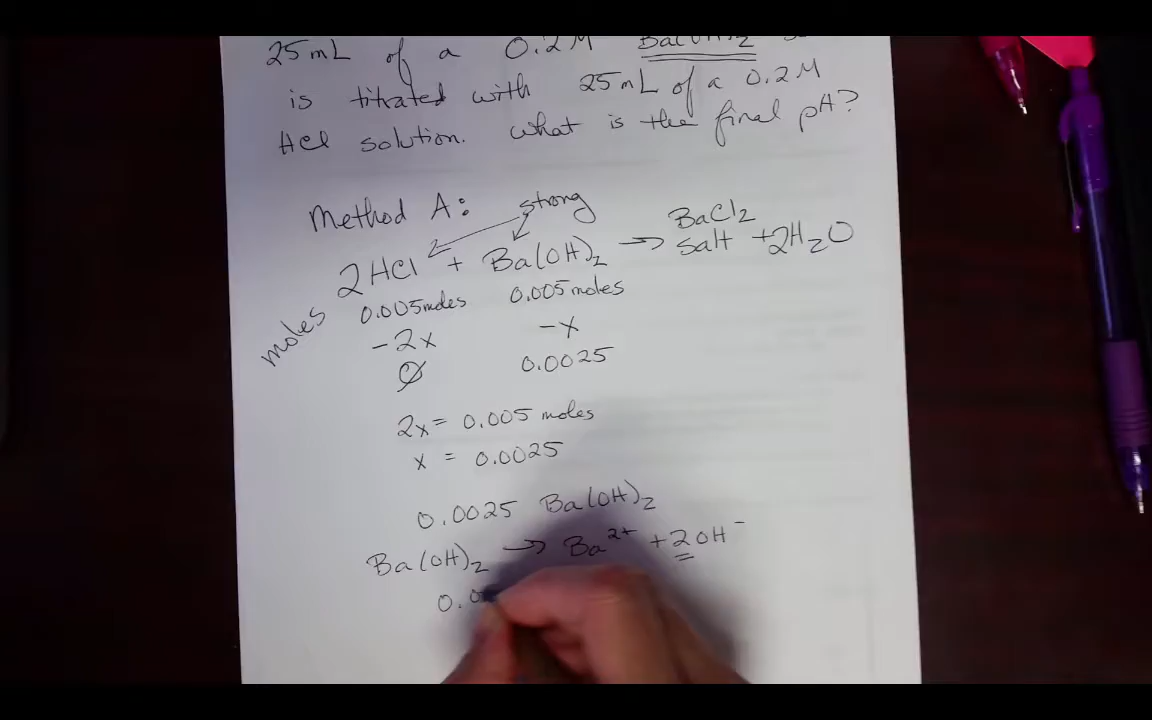 25 mL of a 0.2 M Ba(OH)2
is titrated with 25 mL of a 0.2 M
HCl solution. What is the final pH?
Method A: strong
2HCl + Ba(OH)2 → BaCl2 salt + 2H2O
moles 0.005 moles 0.005 moles
-2x -x
∅ 0.0025
2x = 0.005 moles
x = 0.0025
0.0025 Ba(OH)2
Ba(OH)2 → Ba2+ + 2OH-
0.0